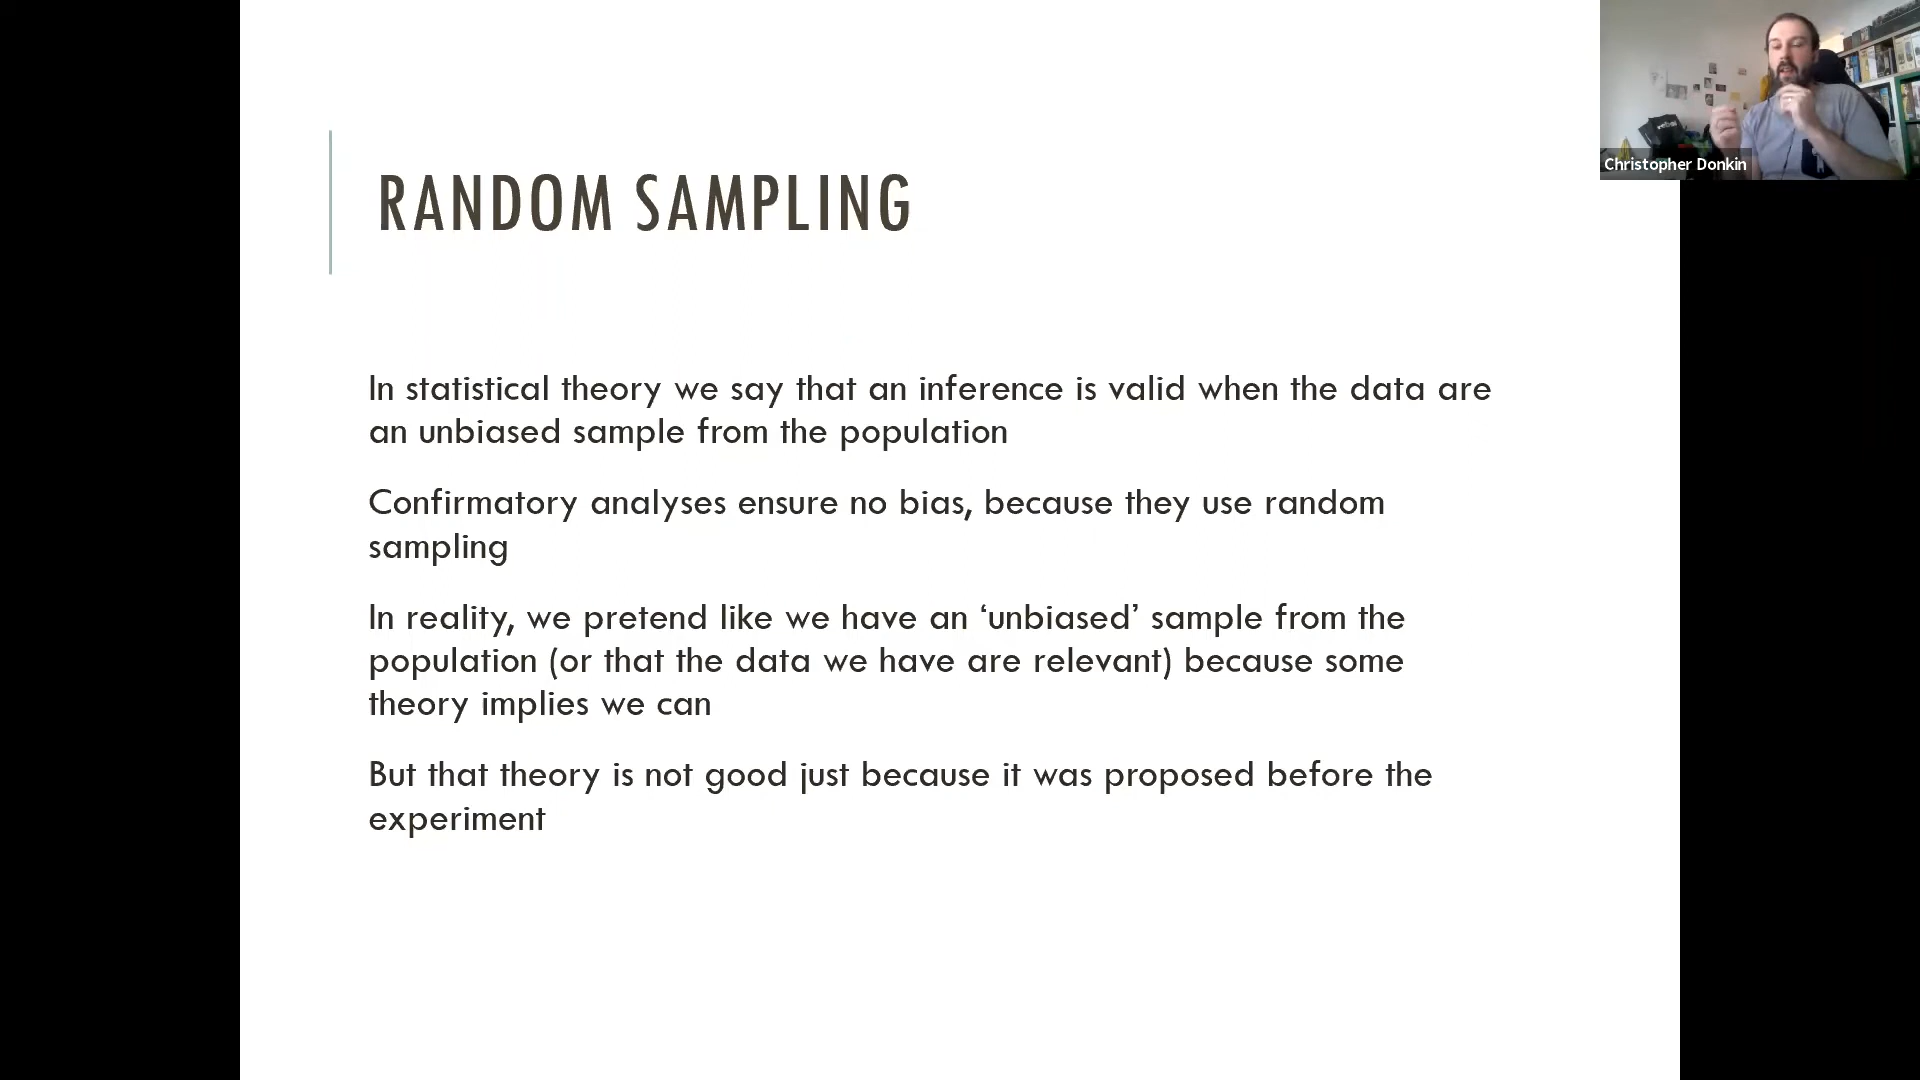 RANDOM SAMPLING
In statistical theory we say that an inference is valid when the data are
an unbiased sample from the population
Confirmatory analyses ensure no bias, because they use random
sampling
In reality, we pretend like we have an ‘unbiased’ sample from the
population (or that the data we have are relevant) because some
theory implies we can
But that theory is not good just because it was proposed before the
experiment
Christopher Donkin